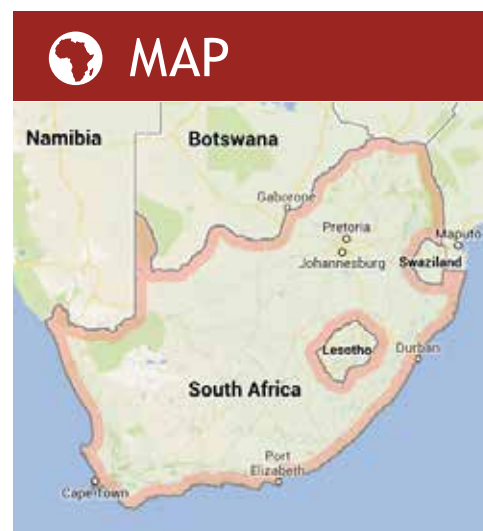 MAP
Namibia
Botswana
Gaborone
Pretoria
Johannesburg
Maputo
Swaziland
Lesotho
Durban
South Africa
Port
Elizabeth
Cape Town